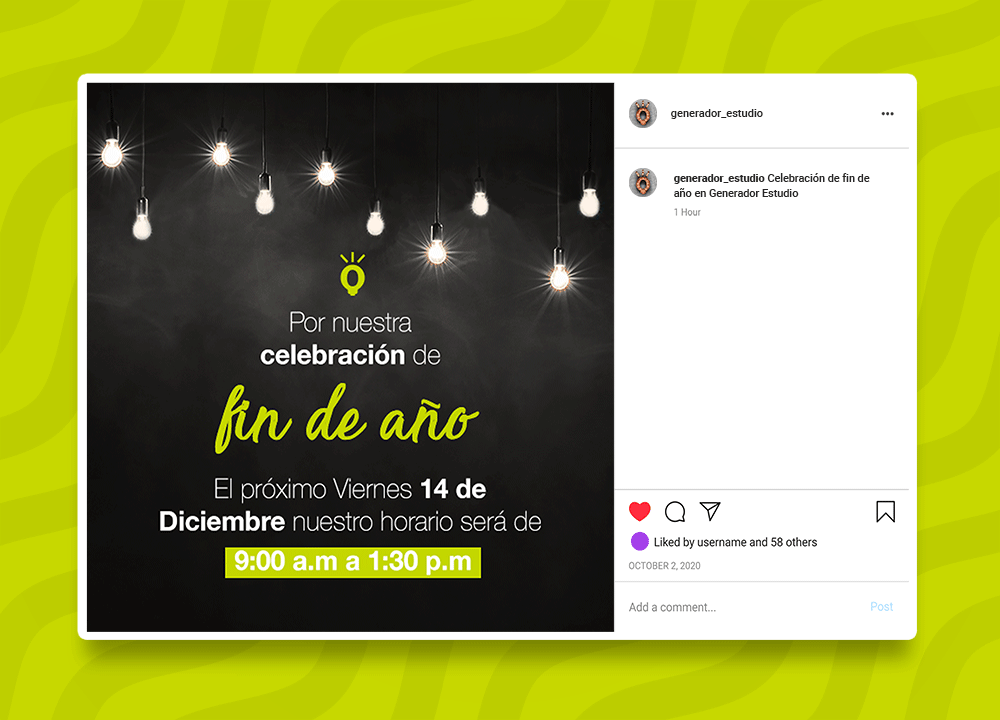 Por nuestra
celebración de
fin de año
El próximo Viernes 14 de
Diciembre nuestro horario será de
9:00 a.m a 1:30 p.m
generador_estudio
generador_estudio Celebración de fin de
año en Generador Estudio
1 Hour
Liked by username and 58 others
OCTOBER 2, 2020
Add a comment...
Post